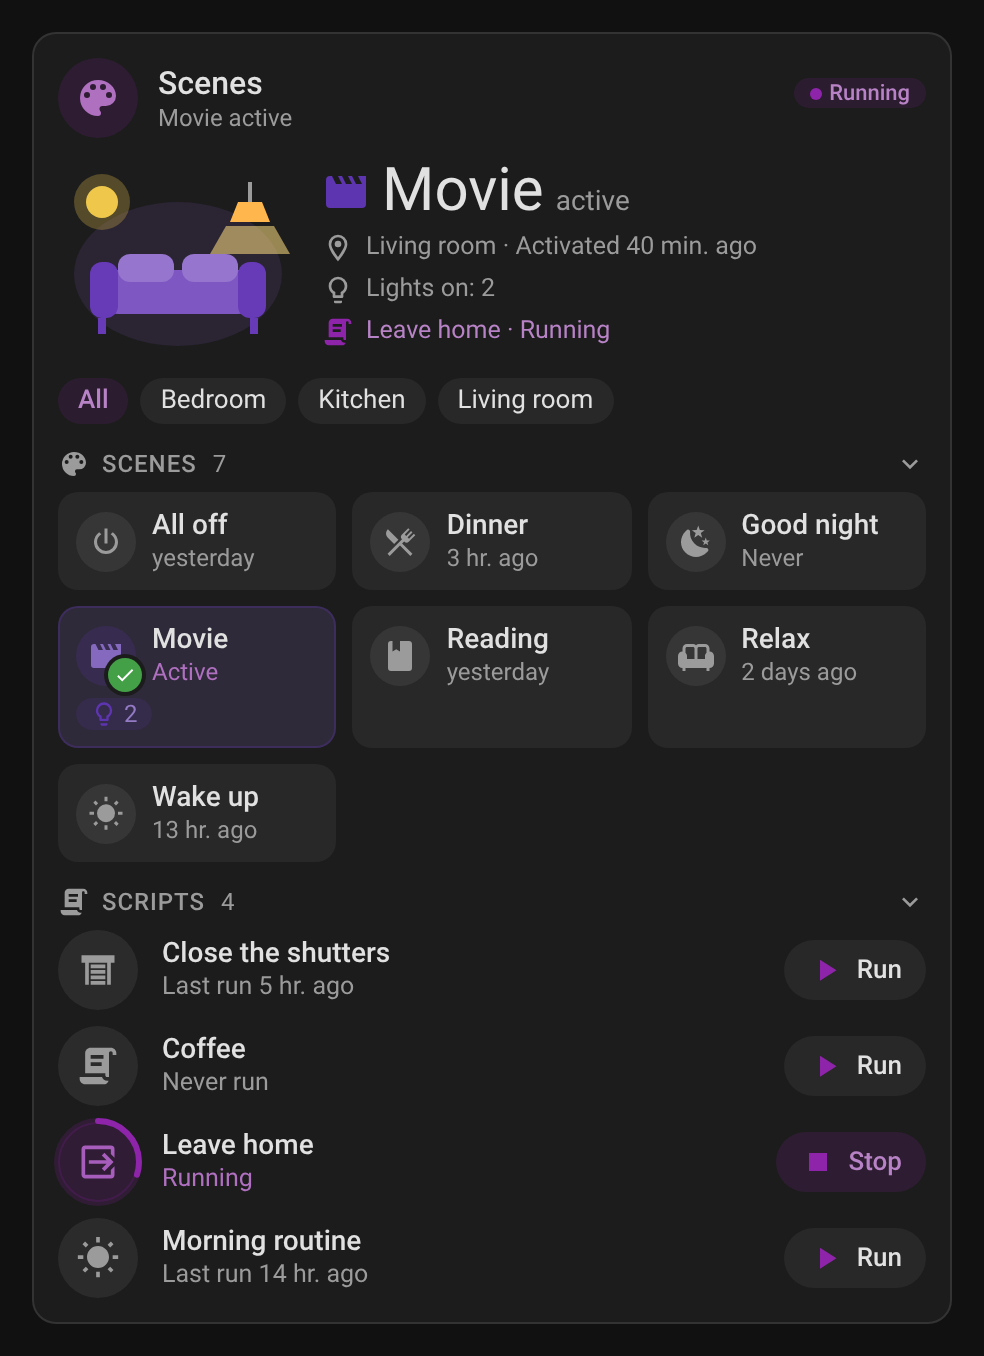 Scenes
Movie active
Running
Movie active
Living room · Activated 40 min. ago
Lights on: 2
Leave home · Running
All Bedroom Kitchen Living room
SCENES 7
All off
yesterday
Dinner
3 hr. ago
Good night
Never
Movie
Active
2
Reading
yesterday
Relax
2 days ago
Wake up
13 hr. ago
SCRIPTS 4
Close the shutters
Last run 5 hr. ago
Run
Coffee
Never run
Run
Leave home
Running
Stop
Morning routine
Last run 14 hr. ago
Run